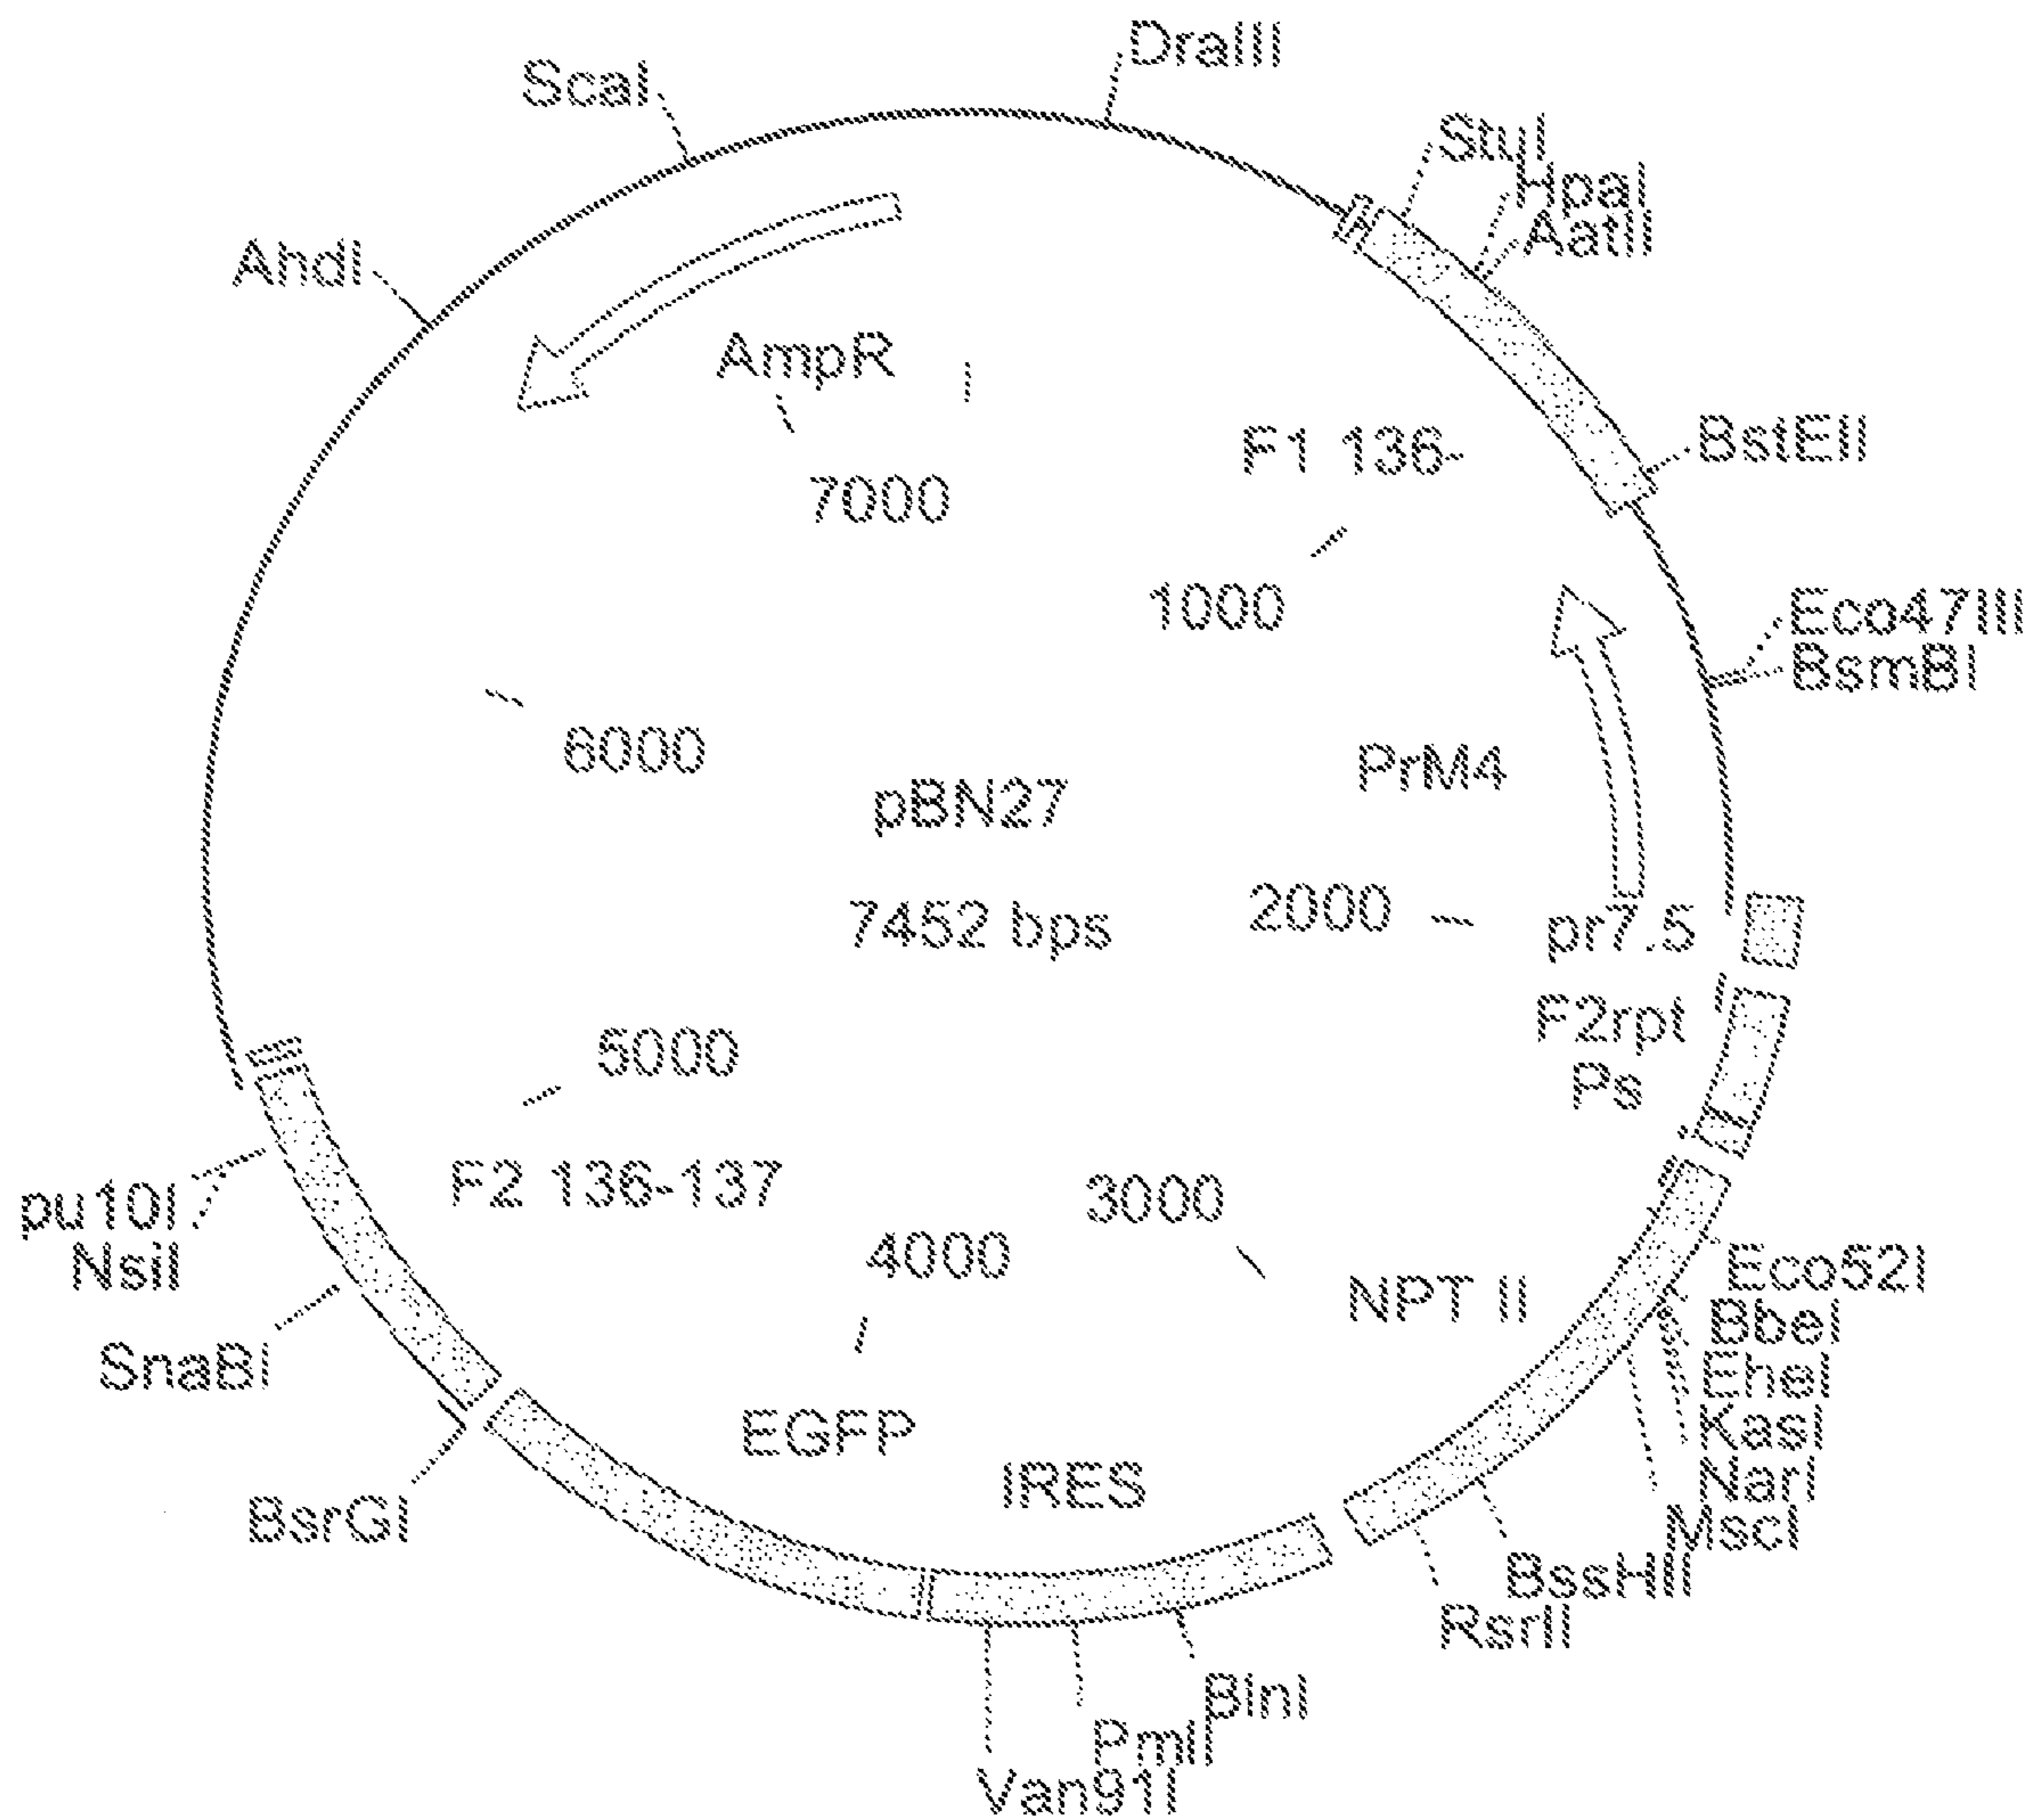 DraIII
ScaI
StuI
HpaI
AatII
AhdI
AmpR
BstEII
F1 136-
7000
1000
Eco47III
BsmBI
6000
PrM4
pBN27
2000
pr7.5
7452 bps
F2rpt
5000
Ps
F2 136-137
3000
pu10I
NsiI
4000
NPT II
Eco52I
BbeI
SnaBI
EheI
KasI
EGFP
NarI
IRES
MscI
BsrGI
BssHII
RsrII
BlnI
PmlI
Van91I